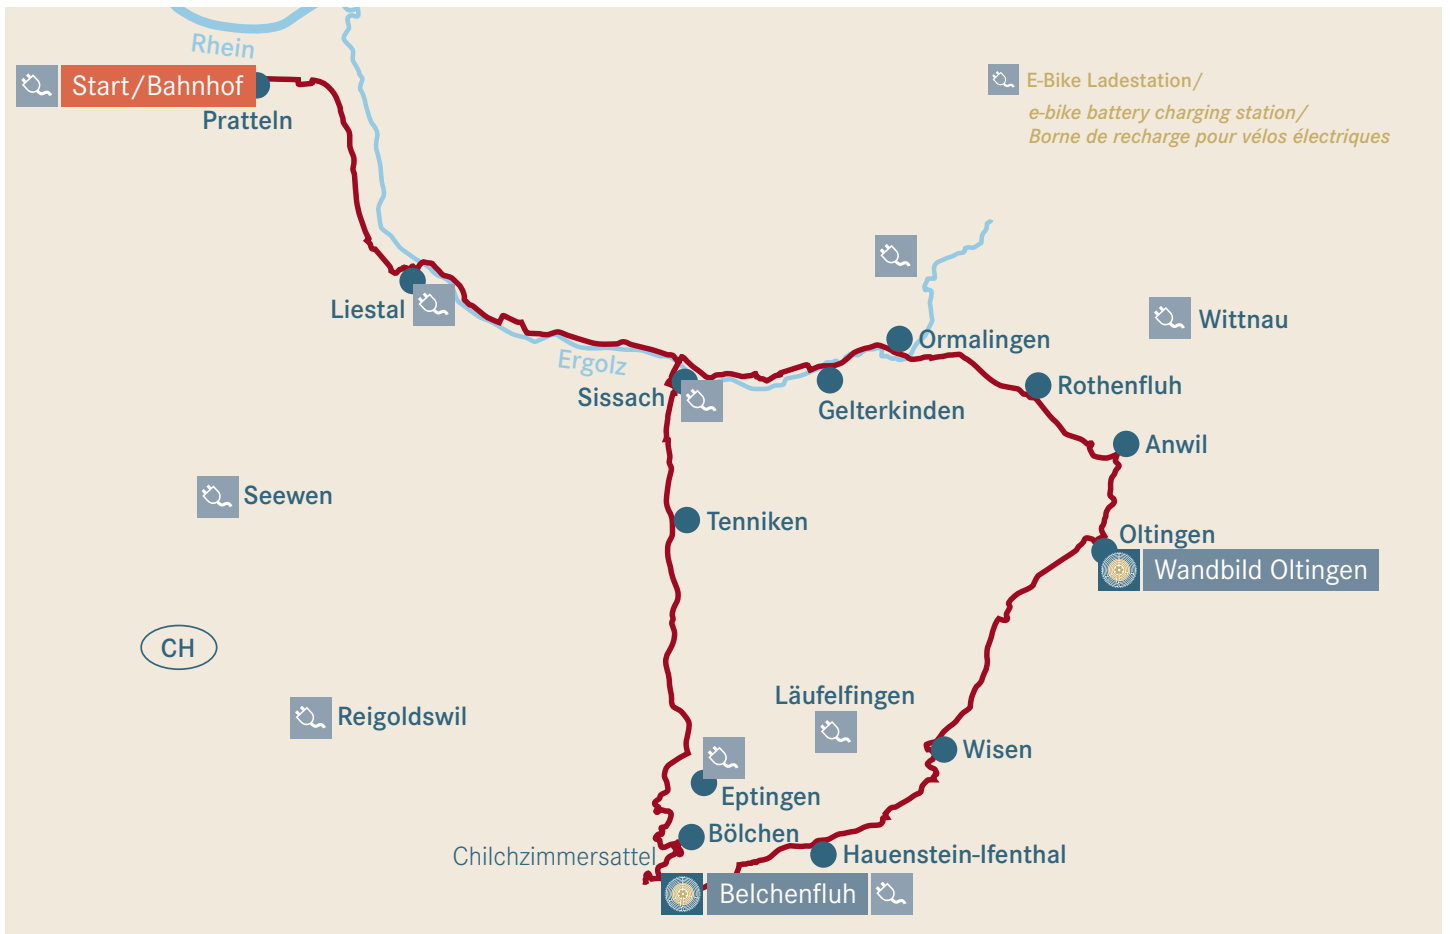 Rhein
Start/Bahnhof
Pratteln
E-Bike Ladestation/
e-bike battery charging station/
Borne de recharge pour vélos électriques
Liestal
Ergolz
Sissach
Ormalingen
Wittnau
Gelterkinden
Rothenfluh
Anwil
Seewen
Tenniken
Oltingen
Wandbild Oltingen
CH
Reigoldswil
Läufelfingen
Wisen
Eptingen
Bölchen
Chilchzimmersattel
Hauenstein-Ifenthal
Belchenfluh